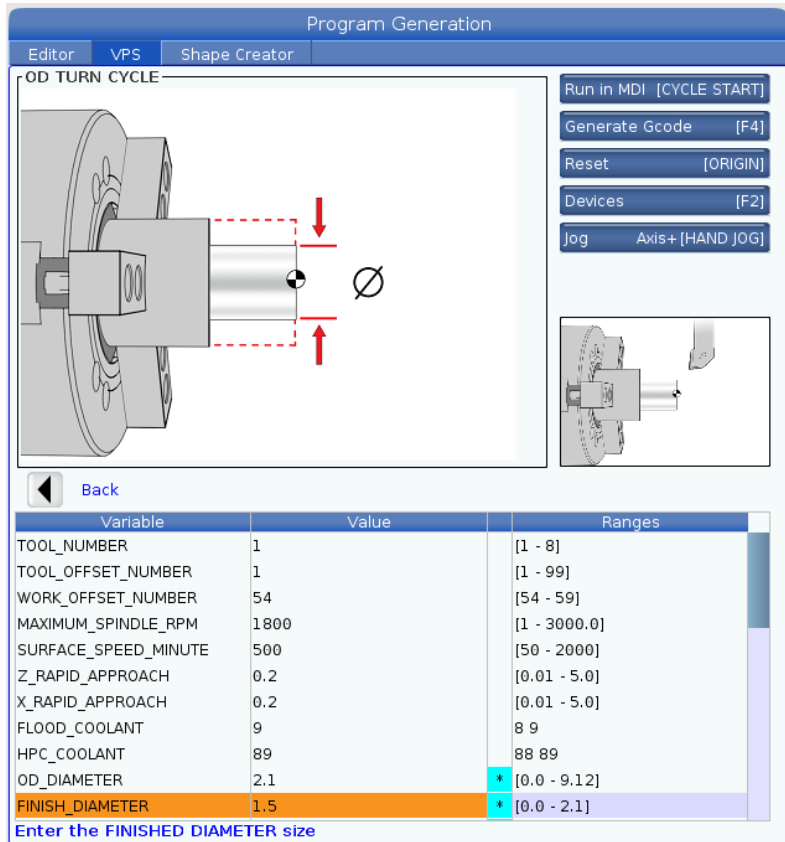 Program Generation
Editor VPS Shape Creator
OD TURN CYCLE
Run in MDI [CYCLE START]
Generate Gcode [F4]
Reset [ORIGIN]
Devices [F2]
Jog Axis+[HAND JOG]
Ø
Back
Variable Value Ranges
TOOL_NUMBER 1 [1 - 8]
TOOL_OFFSET_NUMBER 1 [1 - 99]
WORK_OFFSET_NUMBER 54 [54 - 59]
MAXIMUM_SPINDLE_RPM 1800 [1 - 3000.0]
SURFACE_SPEED_MINUTE 500 [50 - 2000]
Z_RAPID_APPROACH 0.2 [0.01 - 5.0]
X_RAPID_APPROACH 0.2 [0.01 - 5.0]
FLOOD_COOLANT 9 8 9
HPC_COOLANT 89 88 89
OD_DIAMETER 2.1 * [0.0 - 9.12]
FINISH_DIAMETER 1.5 * [0.0 - 2.1]
Enter the FINISHED DIAMETER size